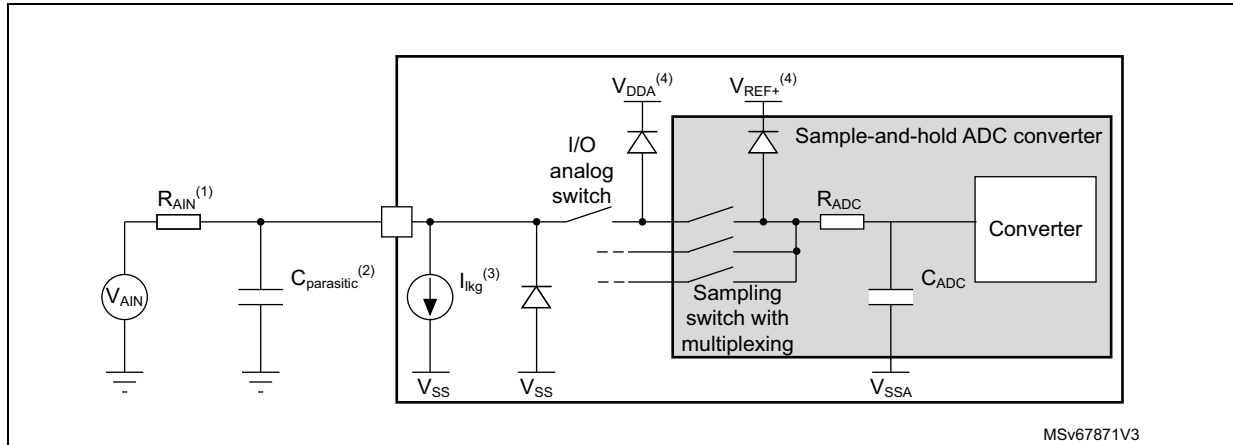 V_DDA^(4)
V_REF+^(4)
Sample-and-hold ADC converter
I/O
analog
switch
R_AIN^(1)
R_ADC
Converter
V_AIN
C_parasitic^(2)
I_lkg^(3)
C_ADC
Sampling
switch with
multiplexing
V_SS
V_SS
V_SSA
MSv67871V3